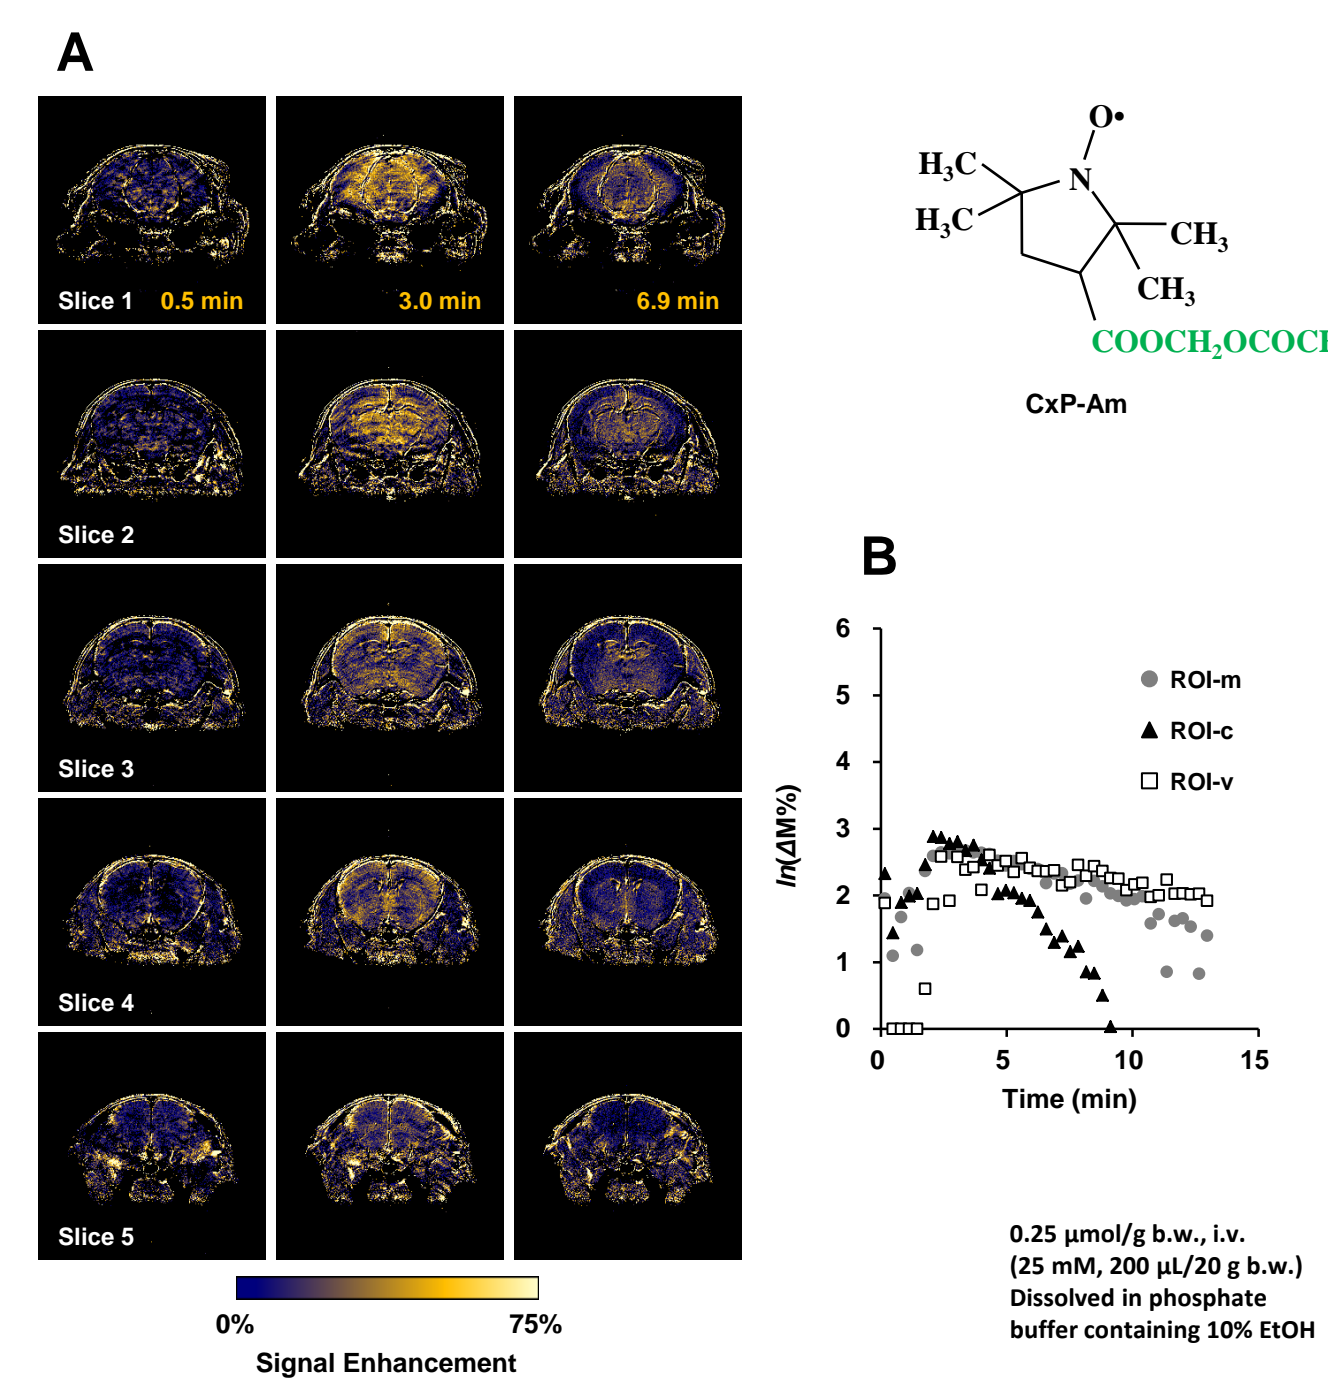 A
Slice 1 0.5 min
3.0 min
6.9 min
Slice 2
Slice 3
Slice 4
Slice 5
0% 75%
Signal Enhancement
O•
N
H₃C
H₃C
CH₃
CH₃
COOCH₂OCOC
CxP-Am
B
6
5
4
3
2
1
0
ln(ΔM%)
ROI-m
ROI-c
ROI-v
0 5 10 15
Time (min)
0.25 μmol/g b.w., i.v.
(25 mM, 200 μL/20 g b.w.)
Dissolved in phosphate
buffer containing 10% EtOH